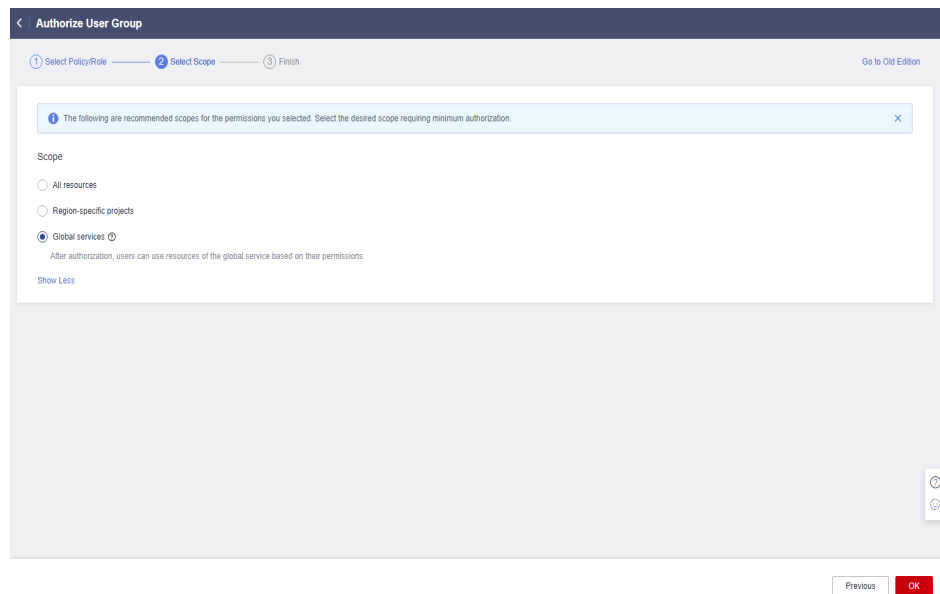 Authorize User Group
1 Select Policy/Role 2 Select Scope 3 Finish Go to Old Edition
The following are recommended scopes for the permissions you selected. Select the desired scope requiring minimum authorization.
Scope
All resources
Region-specific projects
Global services
After authorization, users can use resources of the global service based on their permissions.
Show Less
Previous OK